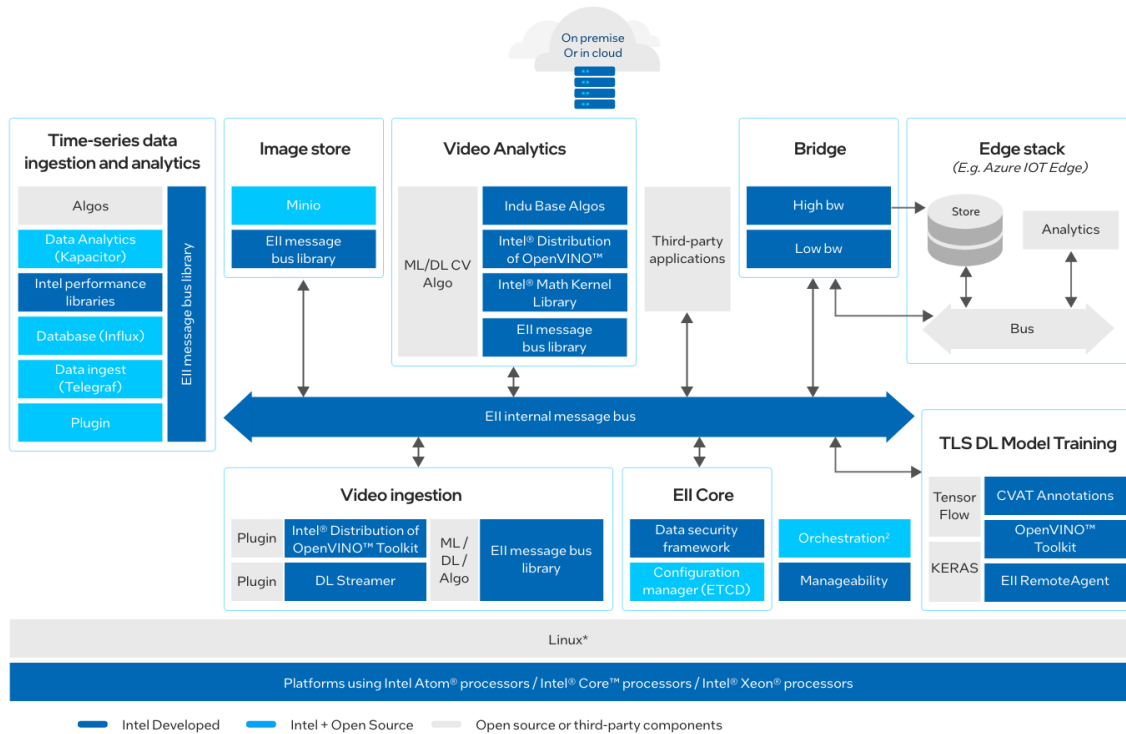 On premise
Or in cloud
Time-series data
ingestion and analytics
Algos
Data Analytics
(Kapacitor)
Intel performance
libraries
Database (Influx)
Data ingest
(Telegraf)
Plugin
EII message bus library
Image store
Minio
EII message
bus library
Video Analytics
ML/DL CV
Algo
Indu Base Algos
Intel® Distribution
of OpenVINO™
Intel® Math Kernel
Library
EII message
bus library
Third-party
applications
Bridge
High bw
Low bw
Edge stack
(E.g. Azure IOT Edge)
Store
Analytics
Bus
EII internal message bus
Video ingestion
Plugin
Intel® Distribution of
OpenVINO™ Toolkit
Plugin
DL Streamer
ML /
DL /
Algo
EII message bus
library
EII Core
Data security
framework
Configuration
manager (ETCD)
Orchestration²
Manageability
TLS DL Model Training
Tensor
Flow
KERAS
CVAT Annotations
OpenVINO™
Toolkit
EII RemoteAgent
Linux*
Platforms using Intel Atom® processors / Intel® Core™ processors / Intel® Xeon® processors
Intel Developed
Intel + Open Source
Open source or third-party components